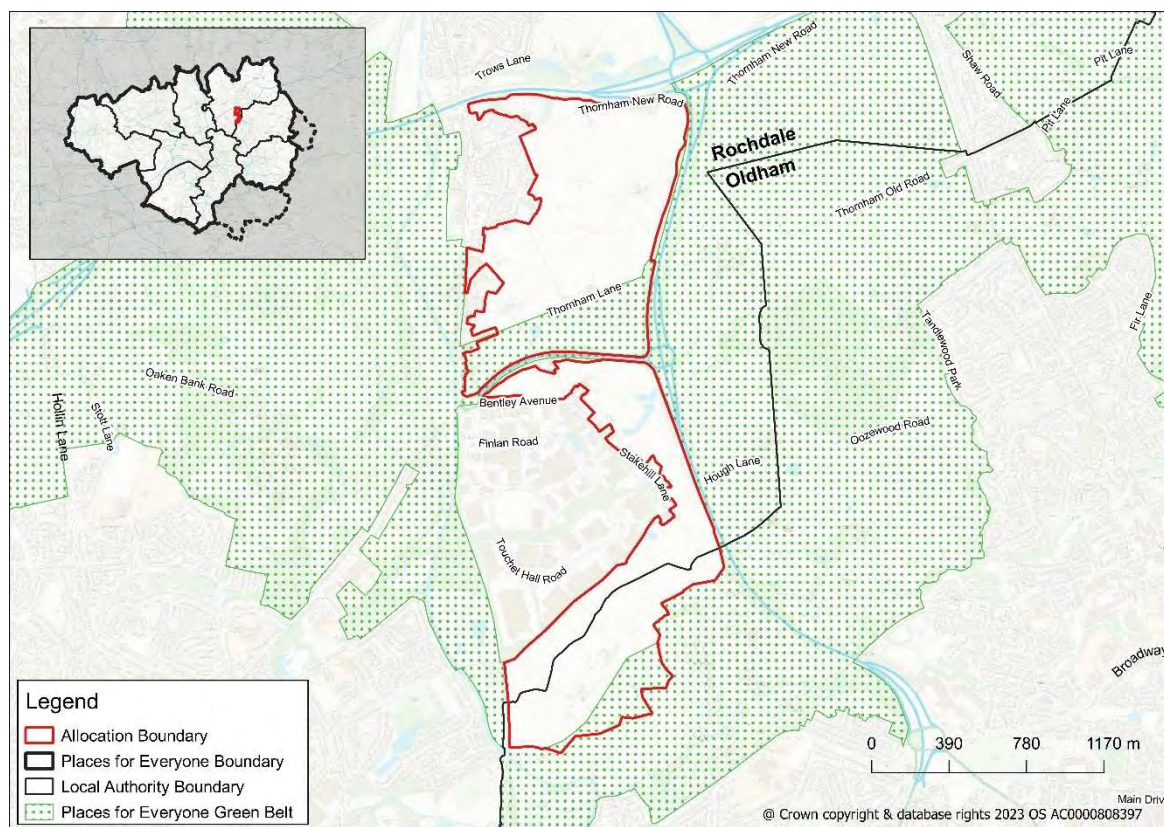 Trows Lane
Thornham New Road
Thornham New Road
Shaw Road
Pit Lane
Pit Lane
Rochdale
Oldham
Thornham Old Road
Thornham Lane
Fir Lane
Tandlewood Park
Oaken Bank Road
Hollin Lane
Stott Lane
Bentley Avenue
Finlan Road
Stakehill Lane
Oozewood Road
Hough Lane
Touchet Hall Road
Broadway
Legend
Allocation Boundary
Places for Everyone Boundary
Local Authority Boundary
Places for Everyone Green Belt
0 390 780 1170 m
Main Driv
@ Crown copyright & database rights 2023 OS AC0000808397